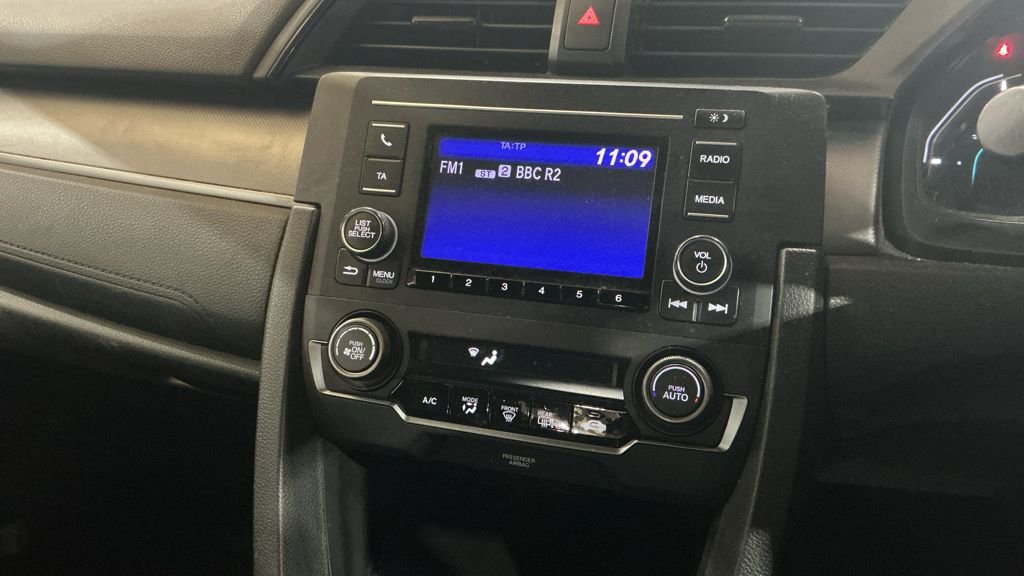 TA:TP
11:09
FM1 ST 2 BBC R2
TA
RADIO
MEDIA
LIST
PUSH
SELECT
VOL
MENU
CLOCK
1 2 3 4 5 6
PUSH
ON/
OFF
PUSH
AUTO
A/C
MODE
FRONT
REAR
PASSENGER
AIRBAG